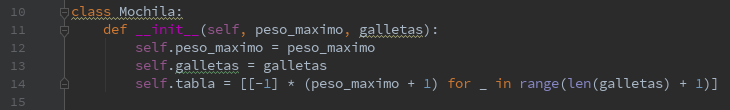 10 class Mochila:
11 def __init__(self, peso_maximo, galletas):
12 self.peso_maximo = peso_maximo
13 self.galletas = galletas
14 self.tabla = [[-1] * (peso_maximo + 1) for _ in range(len(galletas) + 1)]
15